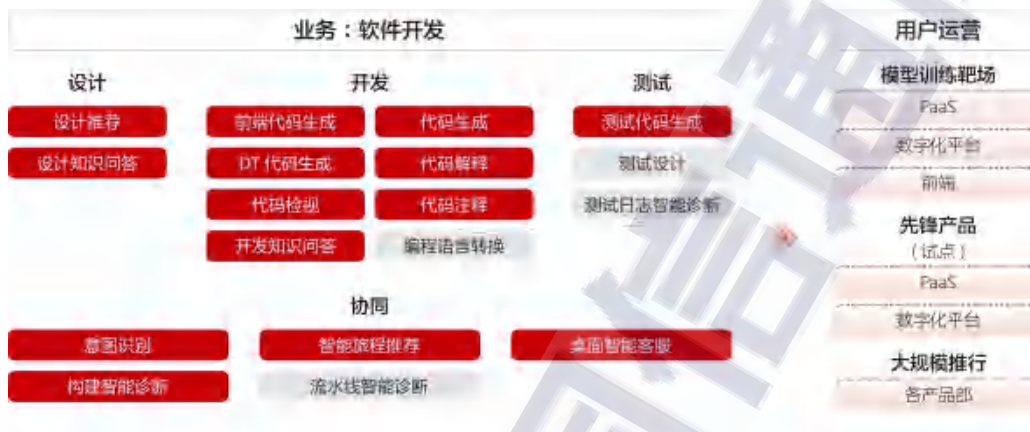 业务：软件开发
设计
开发
测试
设计推荐
前端代码生成
代码生成
测试代码生成
设计知识问答
DT 代码生成
代码解释
测试设计
代码检视
代码注释
测试日志智能诊断
开发知识问答
编程语言转换
协同
意图识别
智能旅程推荐
桌面智能客服
构建智能诊断
流水线智能诊断
用户运营
模型训练靶场
PaaS
数字化平台
前端
先锋产品
（试点）
PaaS
数字化平台
大规模推行
各产品部